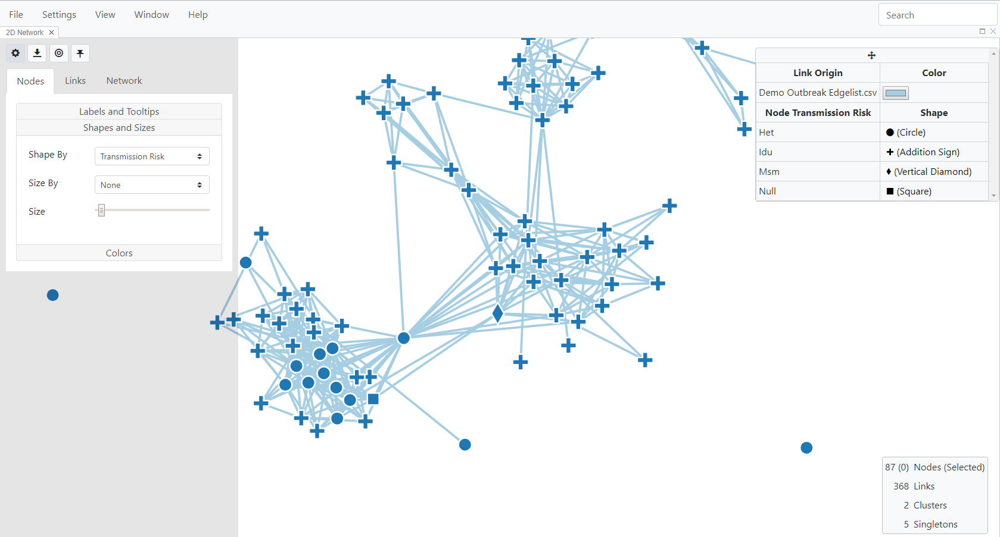 File Settings View Window Help Search
2D Network
Nodes Links Network
Labels and Tooltips
Shapes and Sizes
Shape By Transmission Risk
Size By None
Size
Colors
Link Origin Color
Demo Outbreak Edgelist.csv
Node Transmission Risk Shape
Het (Circle)
Idu (Addition Sign)
Msm (Vertical Diamond)
Null (Square)
87 (0) Nodes (Selected)
368 Links
2 Clusters
5 Singletons